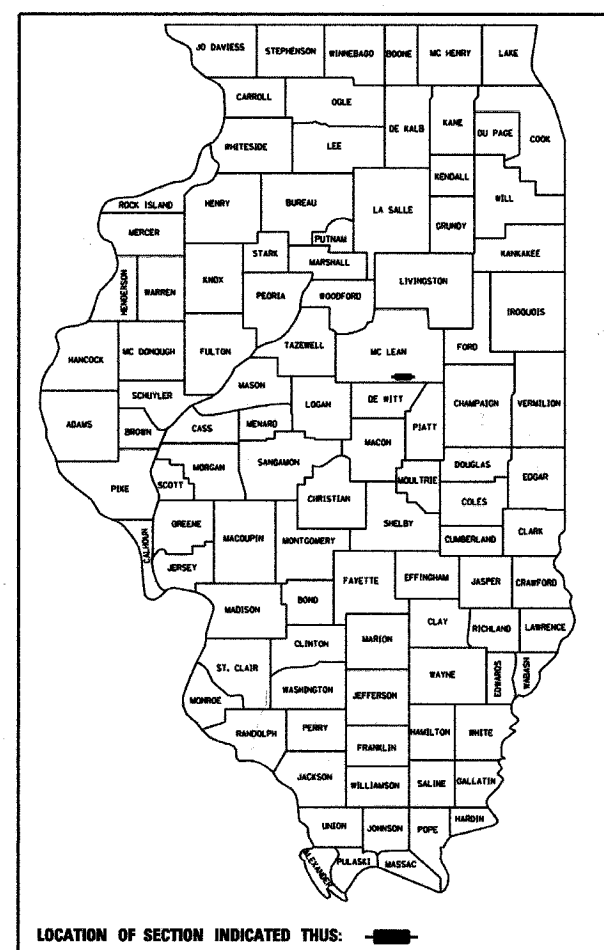 JO DAVIESS
STEPHENSON
WINNEBAGO
BOONE
MC HENRY
LAKE
CARROLL
OGLE
DE KALB
KANE
DU PAGE
COOK
WHITESIDE
LEE
KENDALL
WILL
ROCK ISLAND
HENRY
BUREAU
LA SALLE
GRUNDY
MERCER
PUTNAM
KANKAKEE
STARK
MARSHALL
HENDERSON
WARREN
KNOX
PEORIA
WOODFORD
LIVINGSTON
IROQUOIS
FORD
HANCOCK
MC DONOUGH
FULTON
TAZEWELL
MC LEAN
MASON
SCHUYLER
LOGAN
DE WITT
CHAMPAIGN
VERMILION
ADAMS
BROWN
CASS
MENARD
MACON
PIATT
PIKE
SCOTT
MORGAN
SANGAMON
MOULTRIE
DOUGLAS
EDGAR
CHRISTIAN
COLES
GREENE
MACOUPIN
MONTGOMERY
SHELBY
CUMBERLAND
CLARK
CALHOUN
JERSEY
FAYETTE
EFFINGHAM
JASPER
CRAWFORD
MADISON
BOND
CLAY
RICHLAND
LAWRENCE
CLINTON
MARION
ST. CLAIR
WAYNE
EDWARDS
WABASH
WASHINGTON
JEFFERSON
MONROE
RANDOLPH
PERRY
HAMILTON
WHITE
FRANKLIN
JACKSON
WILLIAMSON
SALINE
GALLATIN
UNION
JOHNSON
POPE
HARDIN
ALEXANDER
PULASKI
MASSAC
LOCATION OF SECTION INDICATED THUS: